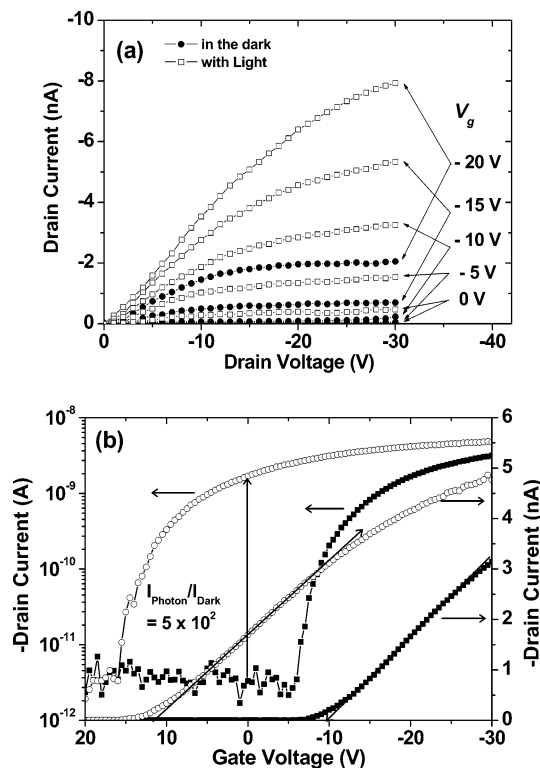 -10
-8
-6
-4
-2
0
Drain Current (nA)
(a)
in the dark
with Light
Vg
- 20 V
- 15 V
- 10 V
- 5 V
0 V
0 -10 -20 -30 -40
Drain Voltage (V)
(b)
10⁻⁸
10⁻⁹
10⁻¹⁰
10⁻¹¹
10⁻¹²
-Drain Current (A)
I_Photon/I_Dark
= 5 x 10²
6
5
4
3
2
1
0
-Drain Current (nA)
20 10 0 -10 -20 -30
Gate Voltage (V)